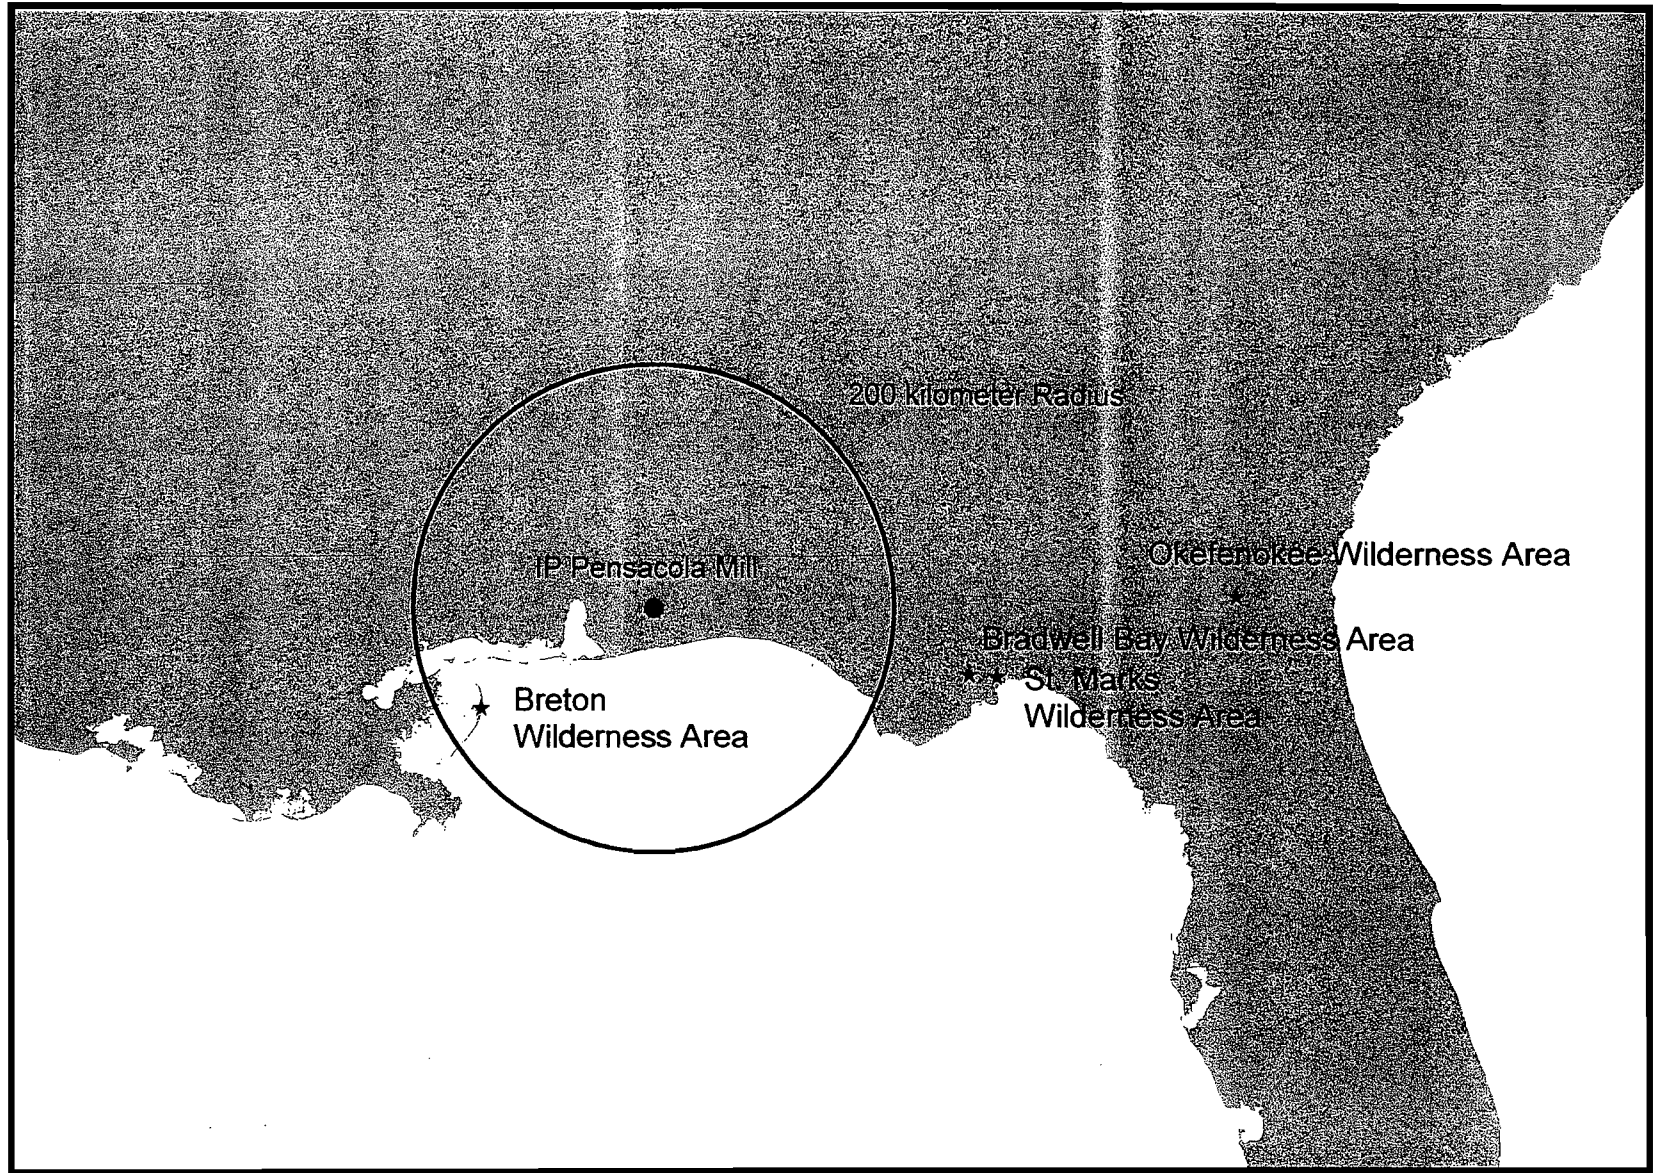 200 kilometer Radius
Okefenokee Wilderness Area
IP Pensacola Mill
Bradwell Bay Wilderness Area
St. Marks
Wilderness Area
Breton
Wilderness Area